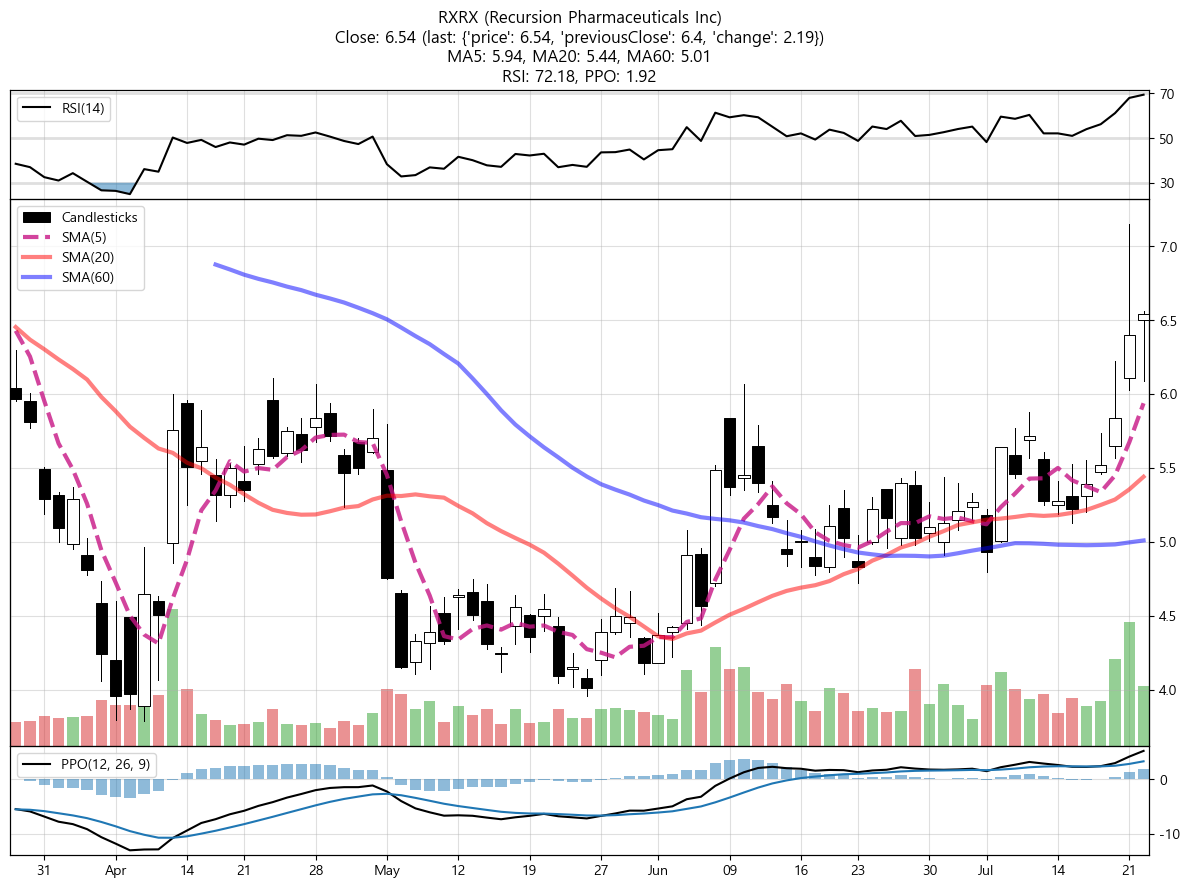 RXRX (Recursion Pharmaceuticals Inc)
Close: 6.54 (last: {'price': 6.54, 'previousClose': 6.4, 'change': 2.19})
MA5: 5.94, MA20: 5.44, MA60: 5.01
RSI: 72.18, PPO: 1.92
RSI(14)
70
50
30
Candlesticks
SMA(5)
SMA(20)
SMA(60)
7.0
6.5
6.0
5.5
5.0
4.5
4.0
PPO(12, 26, 9)
0
-10
31 Apr 14 21 28 May 12 19 27 Jun 09 16 23 30 Jul 14 21